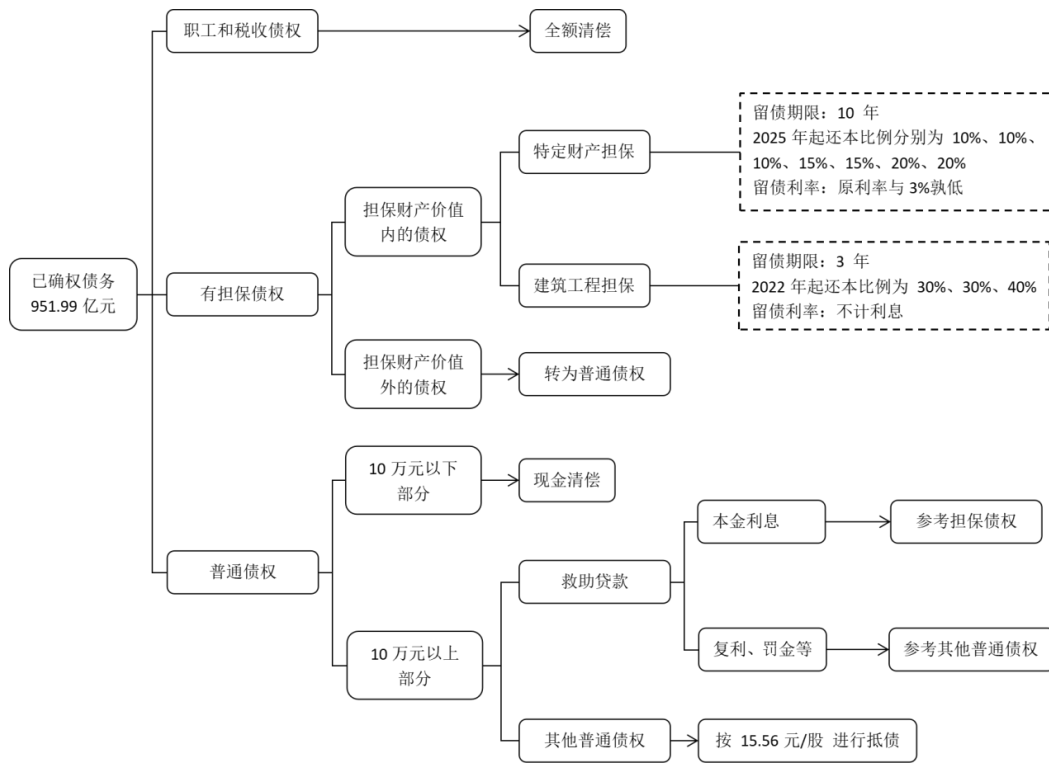 职工和税收债权
全额清偿
留债期限：10 年
2025 年起还本比例分别为 10%、10%、
10%、15%、15%、20%、20%
留债利率：原利率与 3%孰低
特定财产担保
担保财产价值
内的债权
留债期限：3 年
2022 年起还本比例为 30%、30%、40%
留债利率：不计利息
建筑工程担保
已确权债务
951.99 亿元
有担保债权
担保财产价值
外的债权
转为普通债权
10 万元以下
部分
现金清偿
本金利息
参考担保债权
普通债权
救助贷款
10 万元以上
部分
复利、罚金等
参考其他普通债权
其他普通债权
按 15.56 元/股 进行抵债